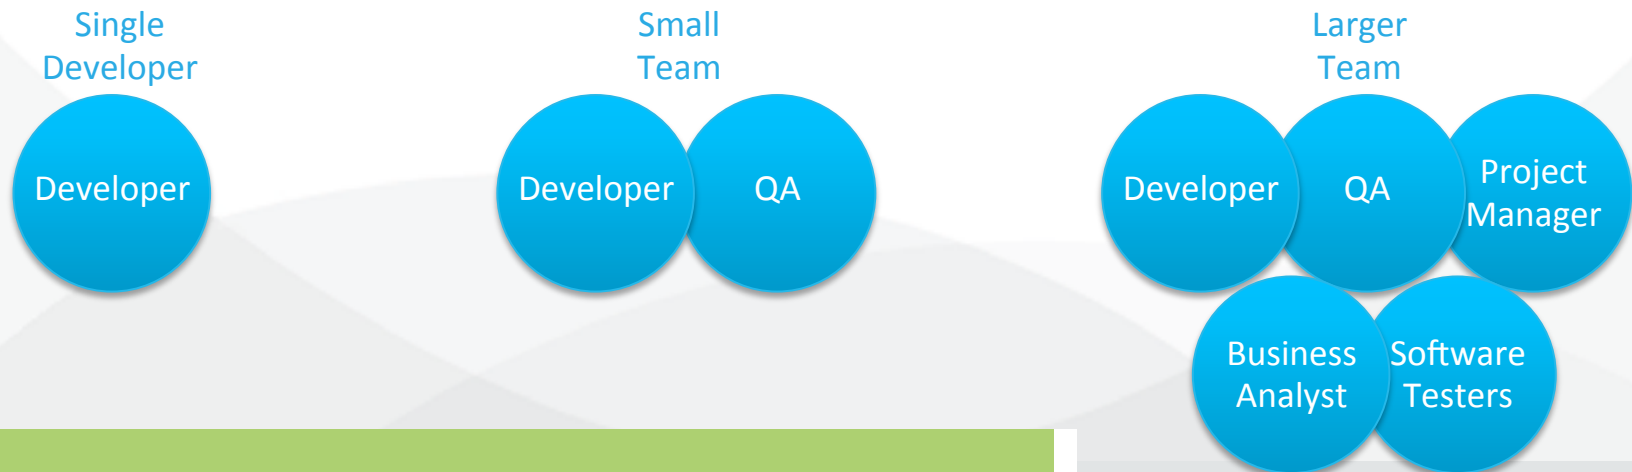 Single
Developer
Developer
Small
Team
Developer
QA
Larger
Team
Developer
QA
Project
Manager
Business
Analyst
Software
Testers